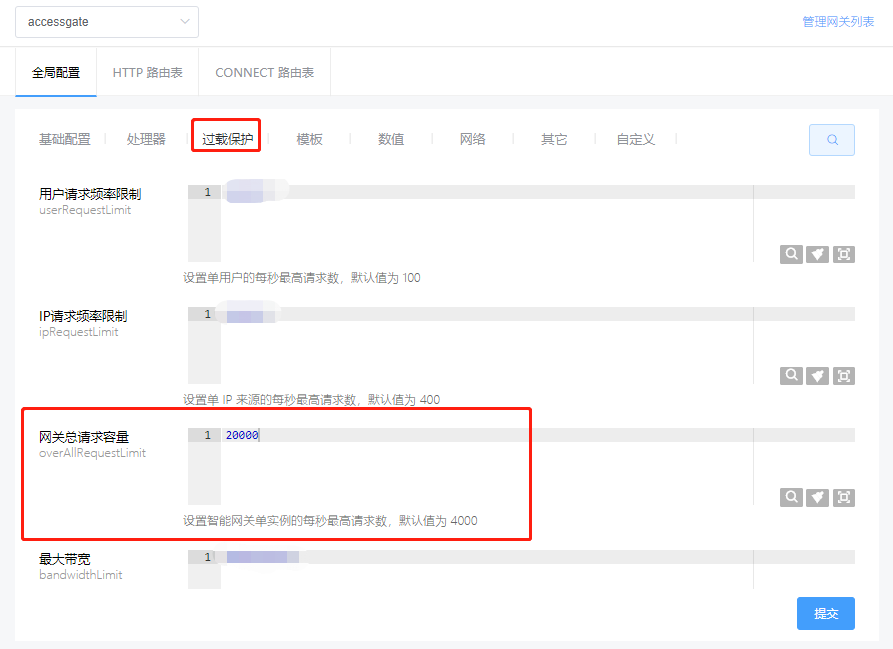 accessgate
管理网关列表
全局配置
HTTP 路由表
CONNECT 路由表
基础配置
处理器
过载保护
模板
数值
网络
其它
自定义
用户请求频率限制
userRequestLimit
1
设置单用户的每秒最高请求数，默认值为 100
IP请求频率限制
ipRequestLimit
1
设置单 IP 来源的每秒最高请求数，默认值为 400
网关总请求容量
overAllRequestLimit
1 20000
设置智能网关单实例的每秒最高请求数，默认值为 4000
最大带宽
bandwidthLimit
1
提交